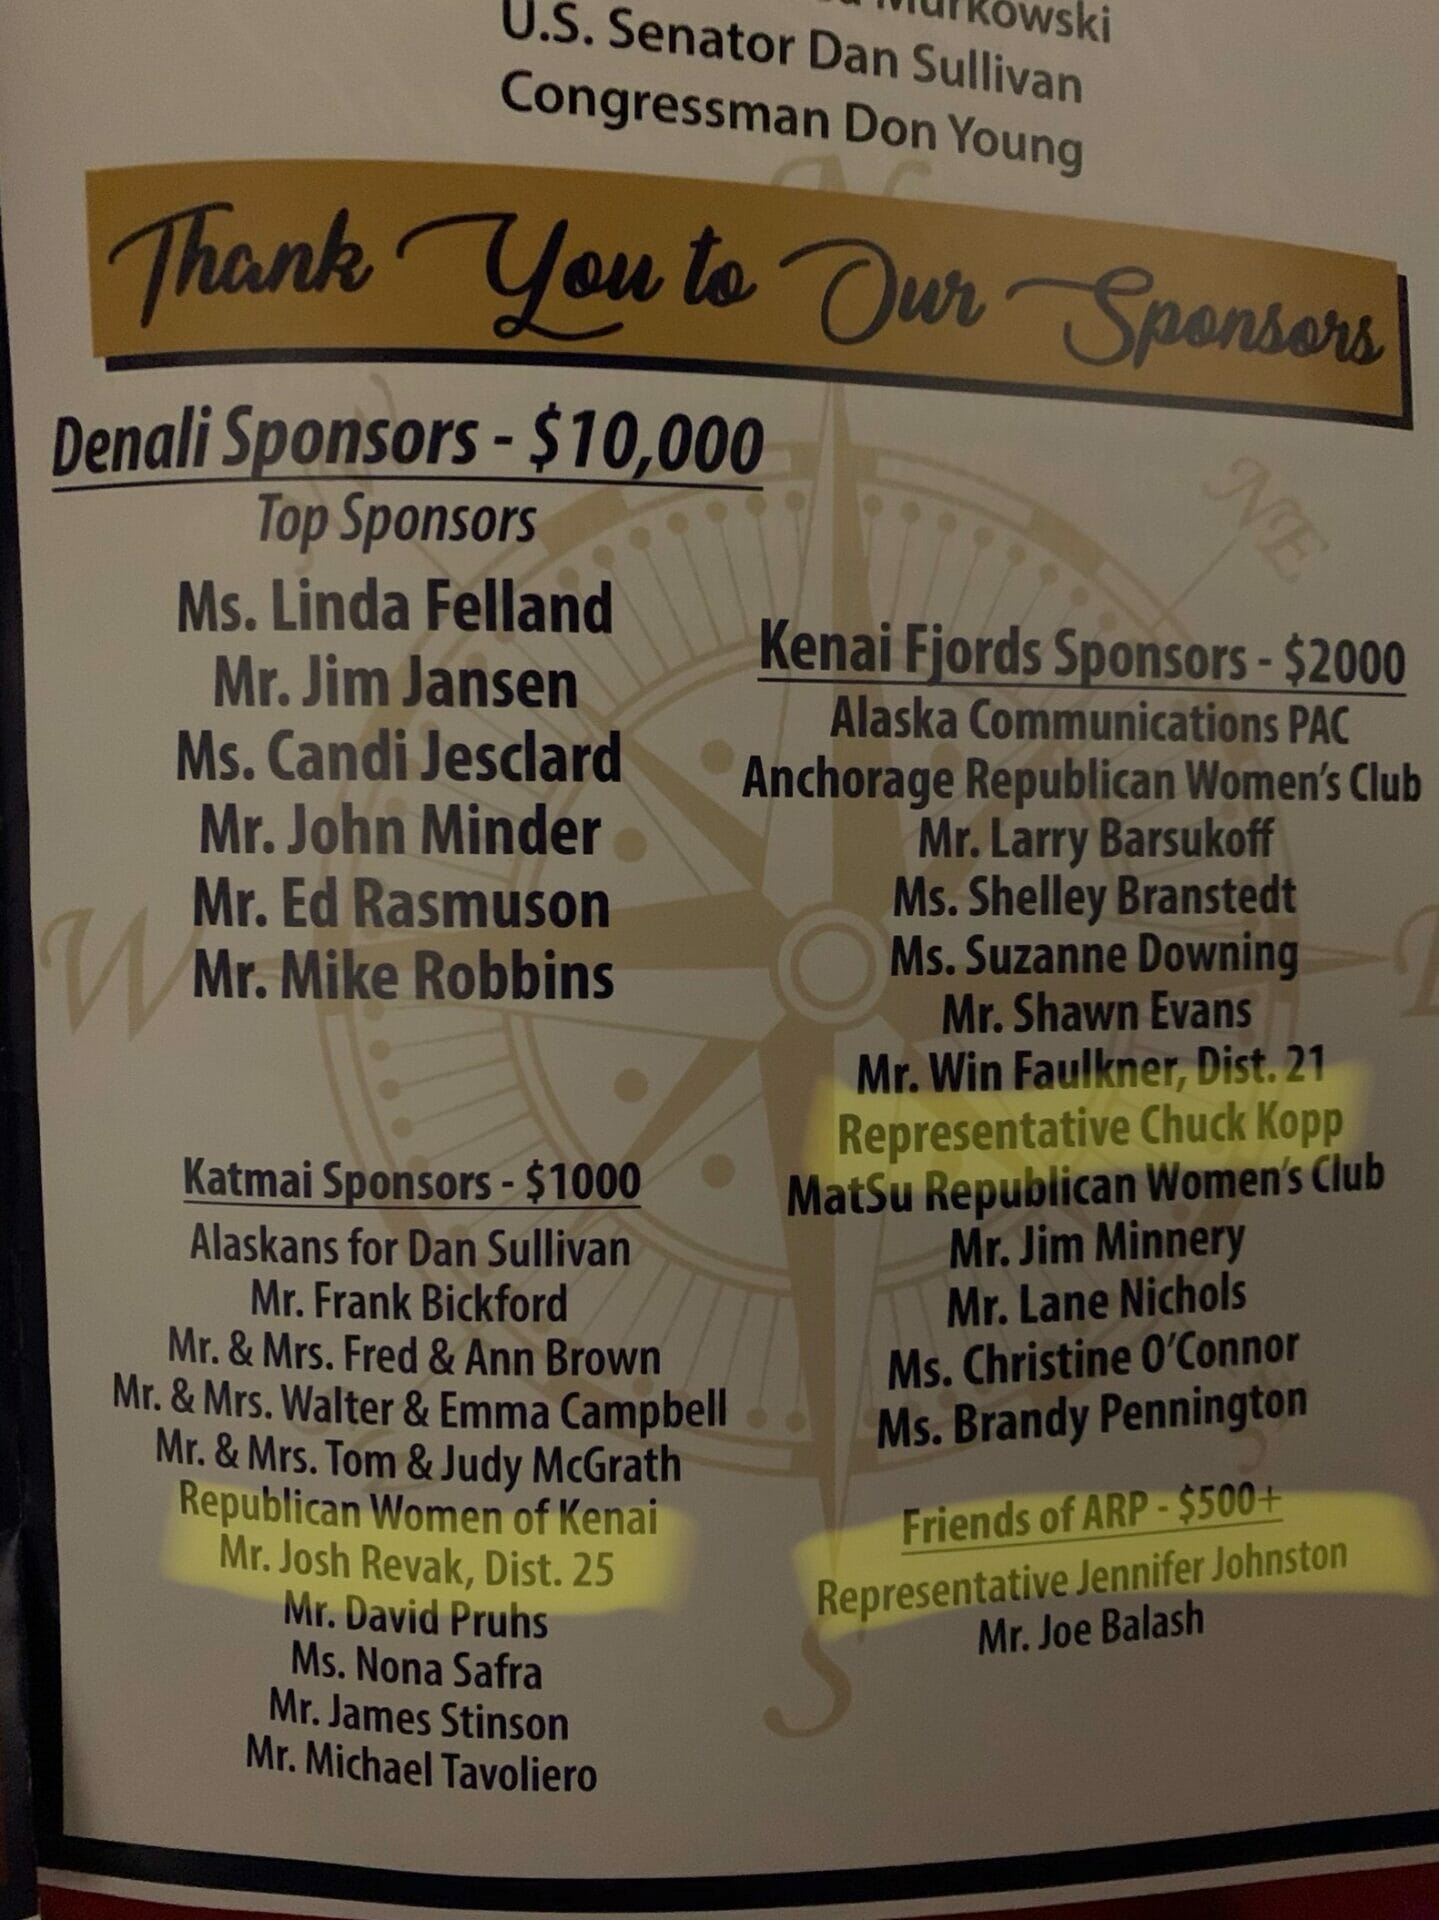 Murkowski
U.S. Senator Dan Sullivan
Congressman Don Young
Thank You to Our Sponsors
Denali Sponsors - $10,000
Top Sponsors
Ms. Linda Felland
Mr. Jim Jansen
Ms. Candi Jesclard
Mr. John Minder
Mr. Ed Rasmuson
Mr. Mike Robbins
Katmai Sponsors - $1000
Alaskans for Dan Sullivan
Mr. Frank Bickford
Mr. & Mrs. Fred & Ann Brown
Mr. & Mrs. Walter & Emma Campbell
Mr. & Mrs. Tom & Judy McGrath
Republican Women of Kenai
Mr. Josh Revak, Dist. 25
Mr. David Pruhs
Ms. Nona Safra
Mr. James Stinson
Mr. Michael Tavoliero
Kenai Fjords Sponsors - $2000
Alaska Communications PAC
Anchorage Republican Women's Club
Mr. Larry Barsukoff
Ms. Shelley Branstedt
Ms. Suzanne Downing
Mr. Shawn Evans
Mr. Win Faulkner, Dist. 21
Representative Chuck Kopp
MatSu Republican Women's Club
Mr. Jim Minnery
Mr. Lane Nichols
Ms. Christine O'Connor
Ms. Brandy Pennington
Friends of ARP - $500+
Representative Jennifer Johnston
Mr. Joe Balash
N
NE
W
S